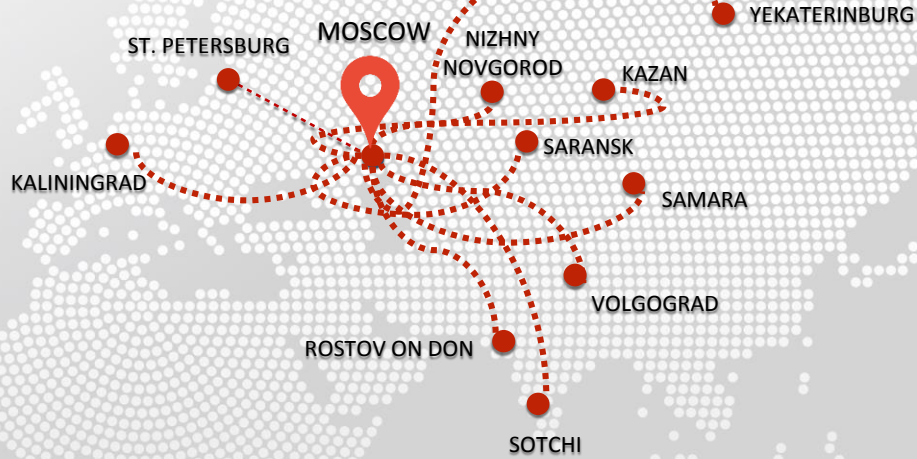 YEKATERINBURG
MOSCOW
ST. PETERSBURG
NIZHNY
NOVGOROD
KAZAN
SARANSK
KALININGRAD
SAMARA
VOLGOGRAD
ROSTOV ON DON
SOTCHI